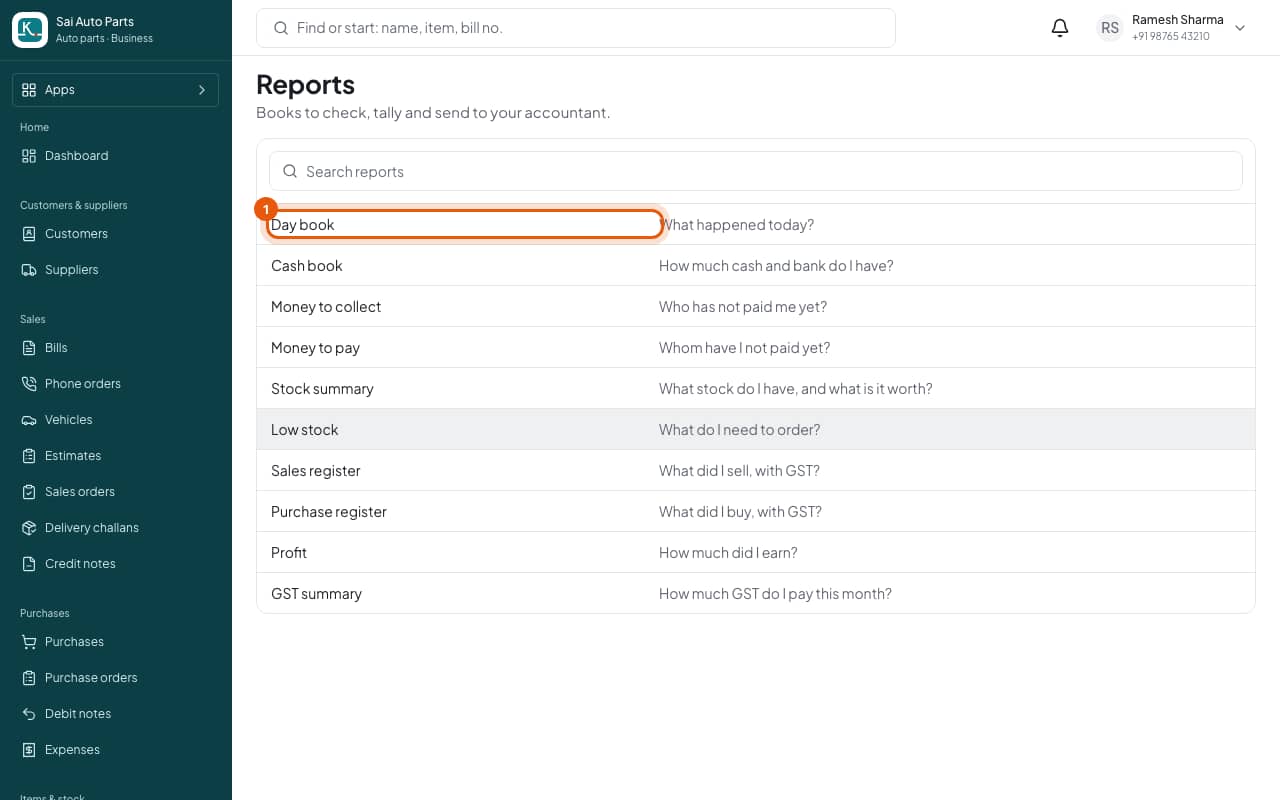 Sai Auto Parts
Auto parts · Business
Apps
Home
Dashboard
Customers & suppliers
Customers
Suppliers
Sales
Bills
Phone orders
Vehicles
Estimates
Sales orders
Delivery challans
Credit notes
Purchases
Purchases
Purchase orders
Debit notes
Expenses
Items & stock
Find or start: name, item, bill no.
RS
Ramesh Sharma
+91 98765 43210
Reports
Books to check, tally and send to your accountant.
Search reports
1
Day book What happened today?
Cash book How much cash and bank do I have?
Money to collect Who has not paid me yet?
Money to pay Whom have I not paid yet?
Stock summary What stock do I have, and what is it worth?
Low stock What do I need to order?
Sales register What did I sell, with GST?
Purchase register What did I buy, with GST?
Profit How much did I earn?
GST summary How much GST do I pay this month?